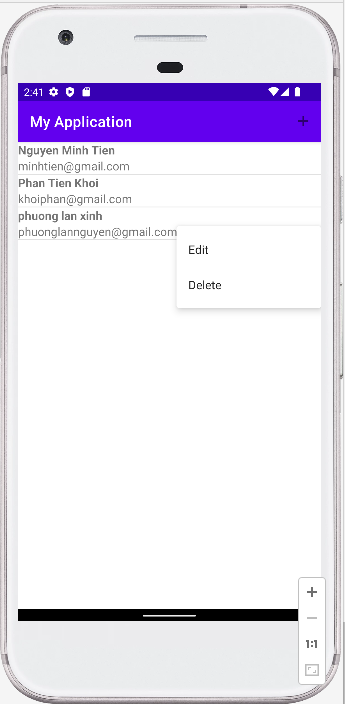 2:41
My Application +
Nguyen Minh Tien
minhtien@gmail.com
Phan Tien Khoi
khoiphan@gmail.com
phuong lan xinh
phuonglannguyen@gmail.com
Edit
Delete
+
−
1:1